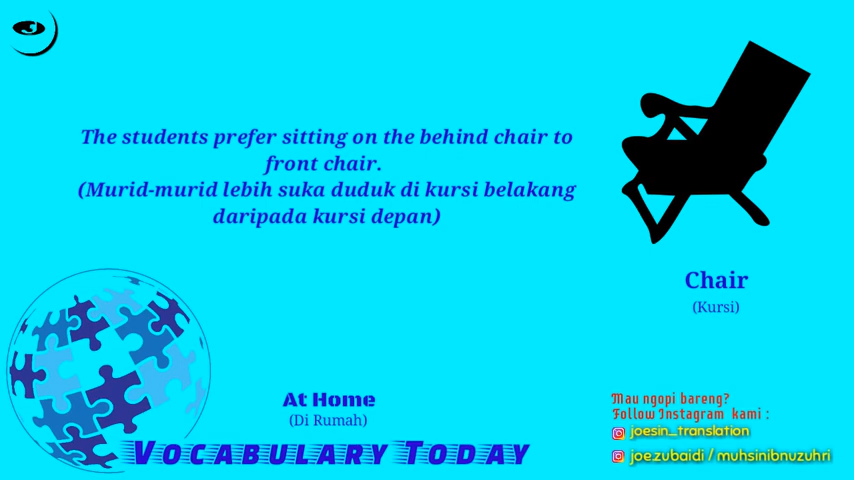 The students prefer sitting on the behind chair to
front chair.
(Murid-murid lebih suka duduk di kursi belakang
daripada kursi depan)
Chair
(Kursi)
At Home
(Di Rumah)
Vocabulary Today
Mau ngopi bareng?
Follow Instagram kami :
joesin_translation
joe.zubaidi / muhsinibnuzuhri